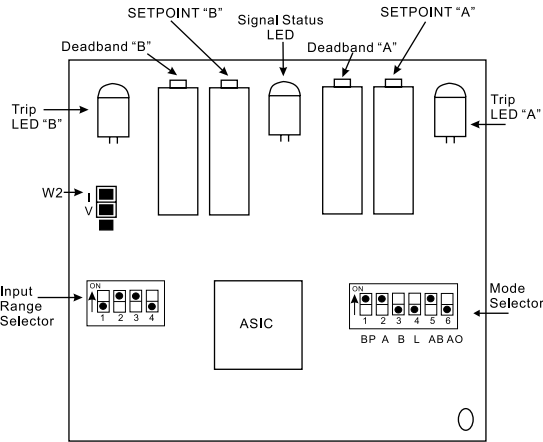 SETPOINT “B”
Signal Status
LED
SETPOINT “A”
Deadband “B”
Deadband “A”
Trip
LED “B”
Trip
LED “A”
W2
I
V
Input
Range
Selector
ON
1 2 3 4
ASIC
ON
1 2 3 4 5 6
BP A B L AB AO
Mode
Selector